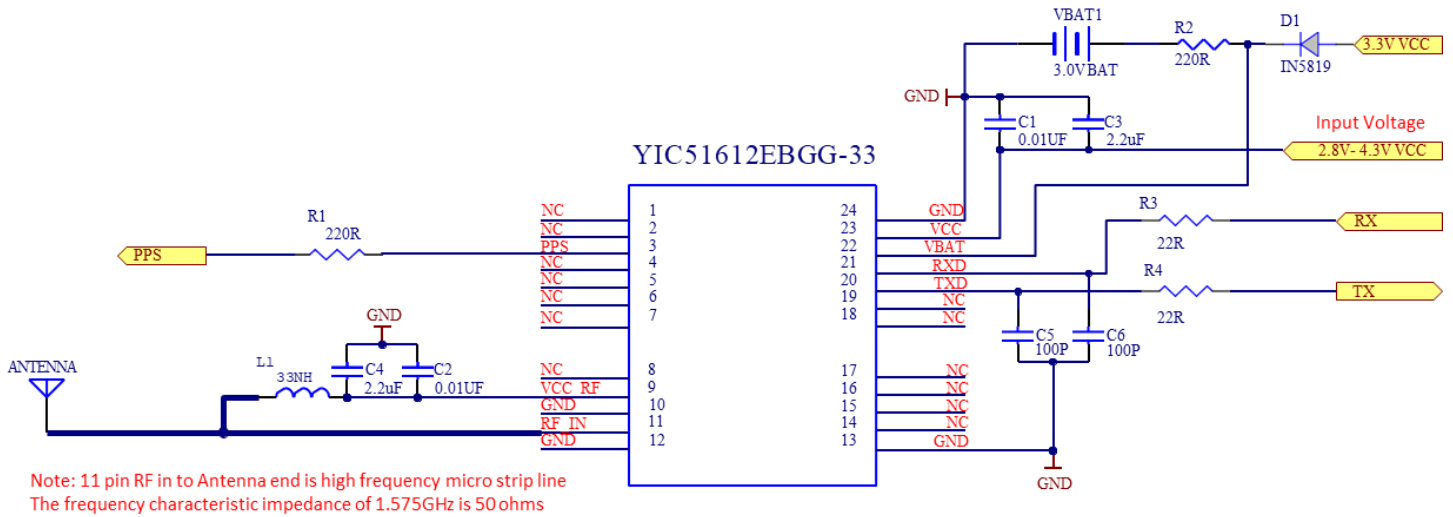 VBAT1
3.0VBAT
R2
220R
D1
IN5819
3.3V VCC
GND
C1
0.01UF
C3
2.2uF
Input Voltage
2.8V- 4.3V VCC
YIC51612EBGG-33
PPS
R1
220R
NC 1
NC 2
PPS 3
NC 4
NC 5
NC 6
NC 7
NC 8
VCC_RF 9
GND 10
RF_IN 11
GND 12
24 GND
23 VCC
22 VBAT
21 RXD
20 TXD
19 NC
18 NC
17 NC
16 NC
15 NC
14 NC
13 GND
R3
22R
RX
R4
22R
TX
C5
100P
C6
100P
GND
GND
ANTENNA
L1
33NH
C4
2.2uF
C2
0.01UF
Note: 11 pin RF in to Antenna end is high frequency micro strip line
The frequency characteristic impedance of 1.575GHz is 50 ohms